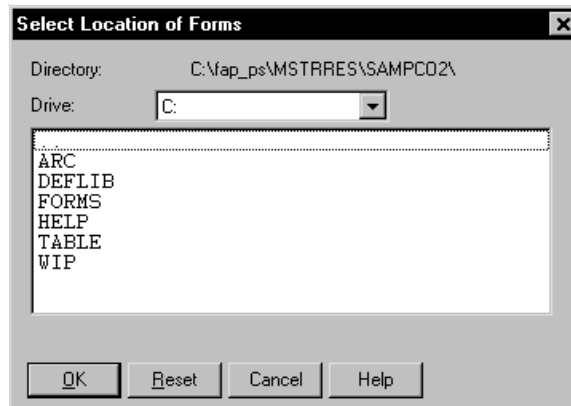 Select Location of Forms
Directory: C:\fap_ps\MSTRRES\SAMPCO2\
Drive: C:
..
ARC
DEFLIB
FORMS
HELP
TABLE
WIP
OK Reset Cancel Help